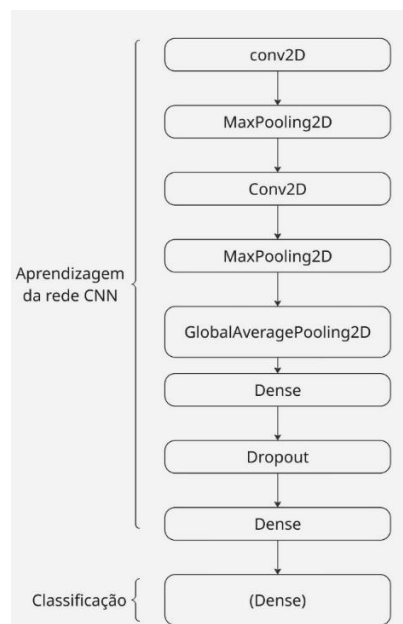 conv2D
MaxPooling2D
Conv2D
MaxPooling2D
Aprendizagem
da rede CNN
GlobalAveragePooling2D
Dense
Dropout
Dense
Classificação
(Dense)